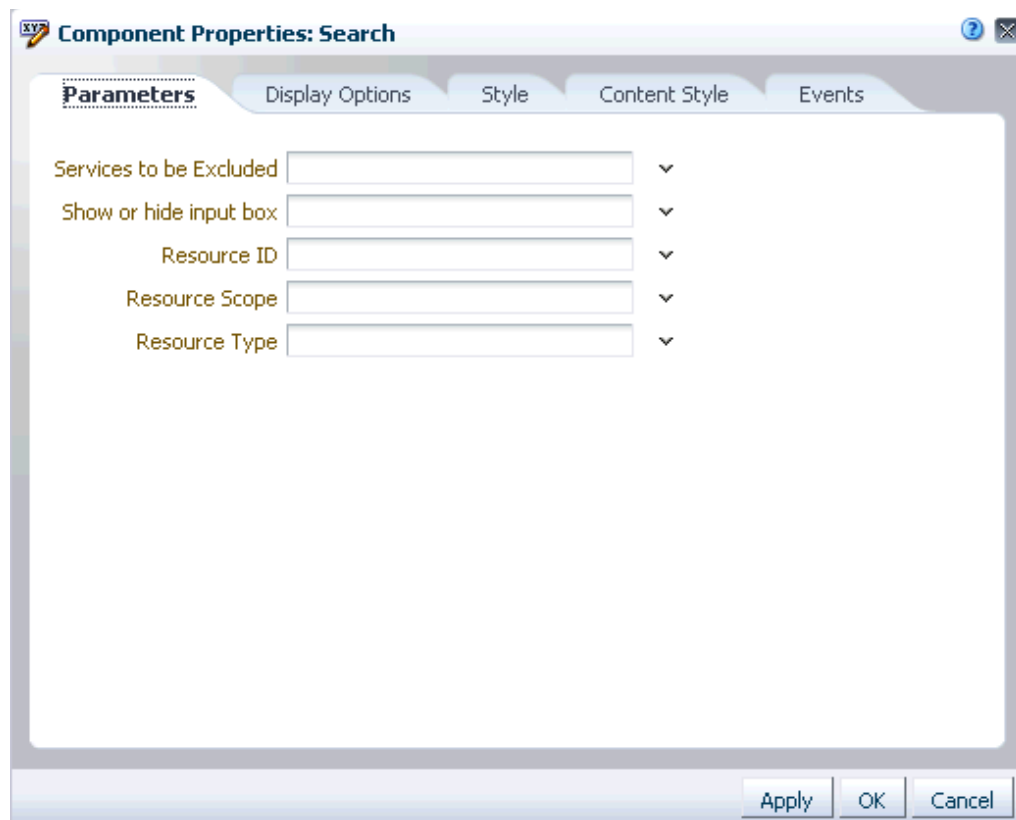 Component Properties: Search
Parameters Display Options Style Content Style Events
Services to be Excluded
Show or hide input box
Resource ID
Resource Scope
Resource Type
Apply OK Cancel